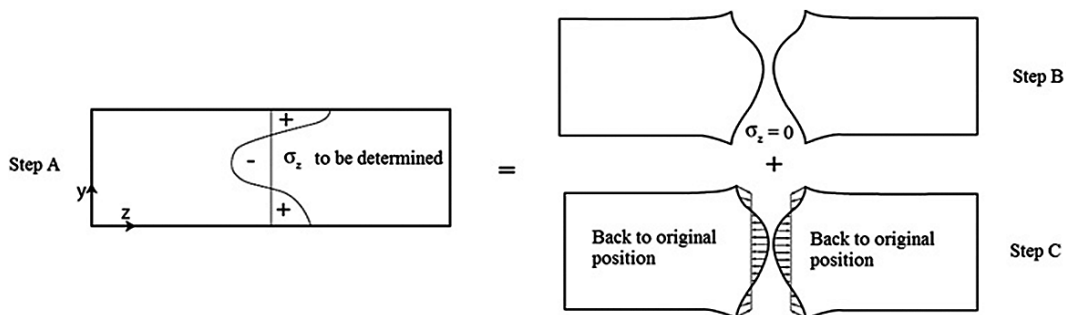 Step A
y
z
+
-
+
σz to be determined
=
Step B
σz = 0
+
Back to original
position
Back to original
position
Step C